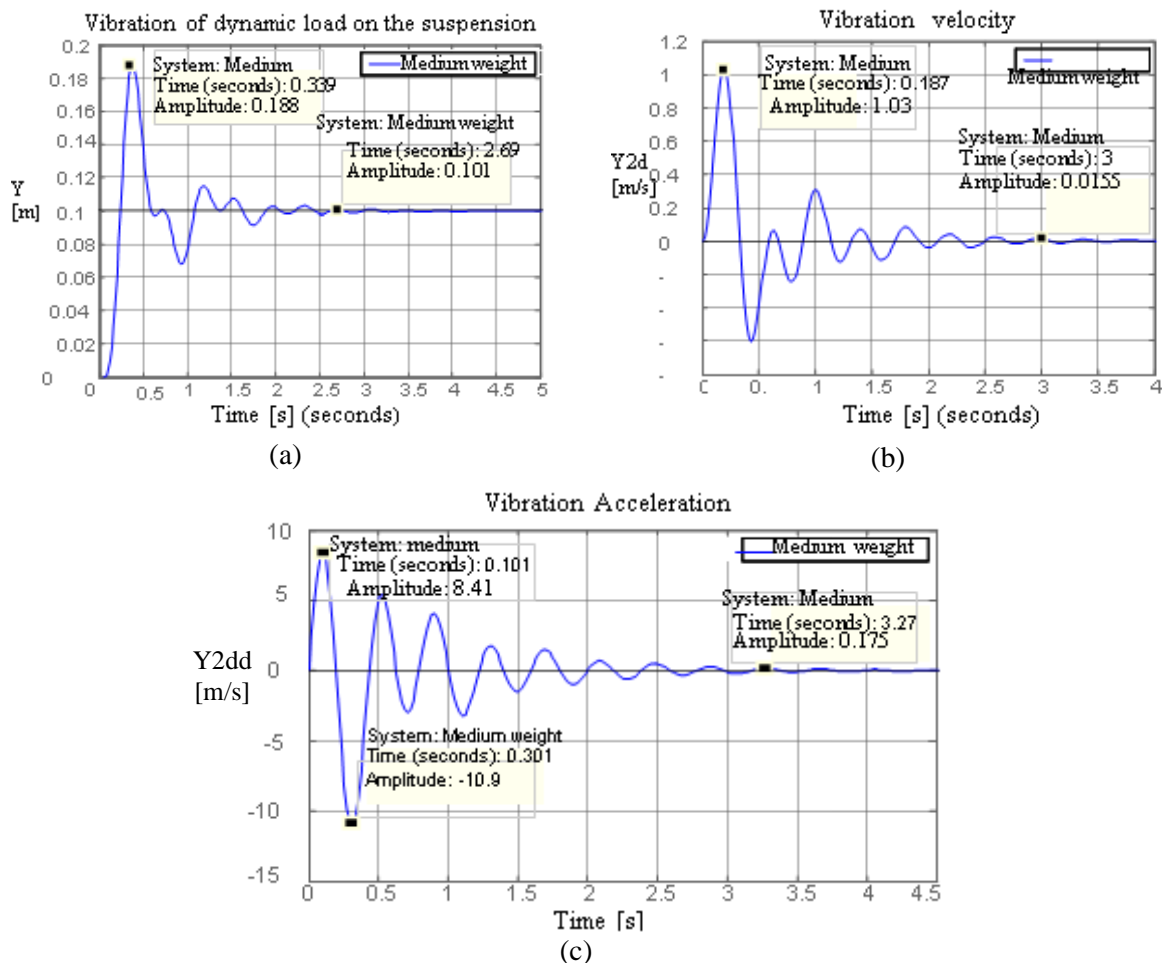 Vibration of dynamic load on the suspension
0.2
0.18
0.16
0.14
0.12
0.1
0.08
0.06
0.04
0.02
0
Y
[m]
System: Medium
Time (seconds): 0.339
Amplitude: 0.188
Medium weight
System: Medium weight
Time (seconds): 2.69
Amplitude: 0.101
0 0.5 1 1.5 2 2.5 3 3.5 4 4.5 5
Time [s] (seconds)
(a)
Vibration velocity
1.2
1
0.8
0.6
0.4
0.2
0
-
-
-
-
Y2d
[m/s]
System: Medium
Time (seconds): 0.187
Amplitude: 1.03
Medium weight
System: Medium
Time (seconds): 3
Amplitude: 0.0155
0 0. 1 1.5 2 2.5 3 3.5 4
Time [s] (seconds)
(b)
Vibration Acceleration
10
5
0
-5
-10
-15
Y2dd
[m/s]
System: medium
Time (seconds): 0.101
Amplitude: 8.41
Medium weight
System: Medium
Time (seconds): 3.27
Amplitude: 0.175
System: Medium weight
Time (seconds): 0.301
Amplitude: -10.9
0 0.5 1 1.5 2 2.5 3 3.5 4 4.5
Time [s]
(c)